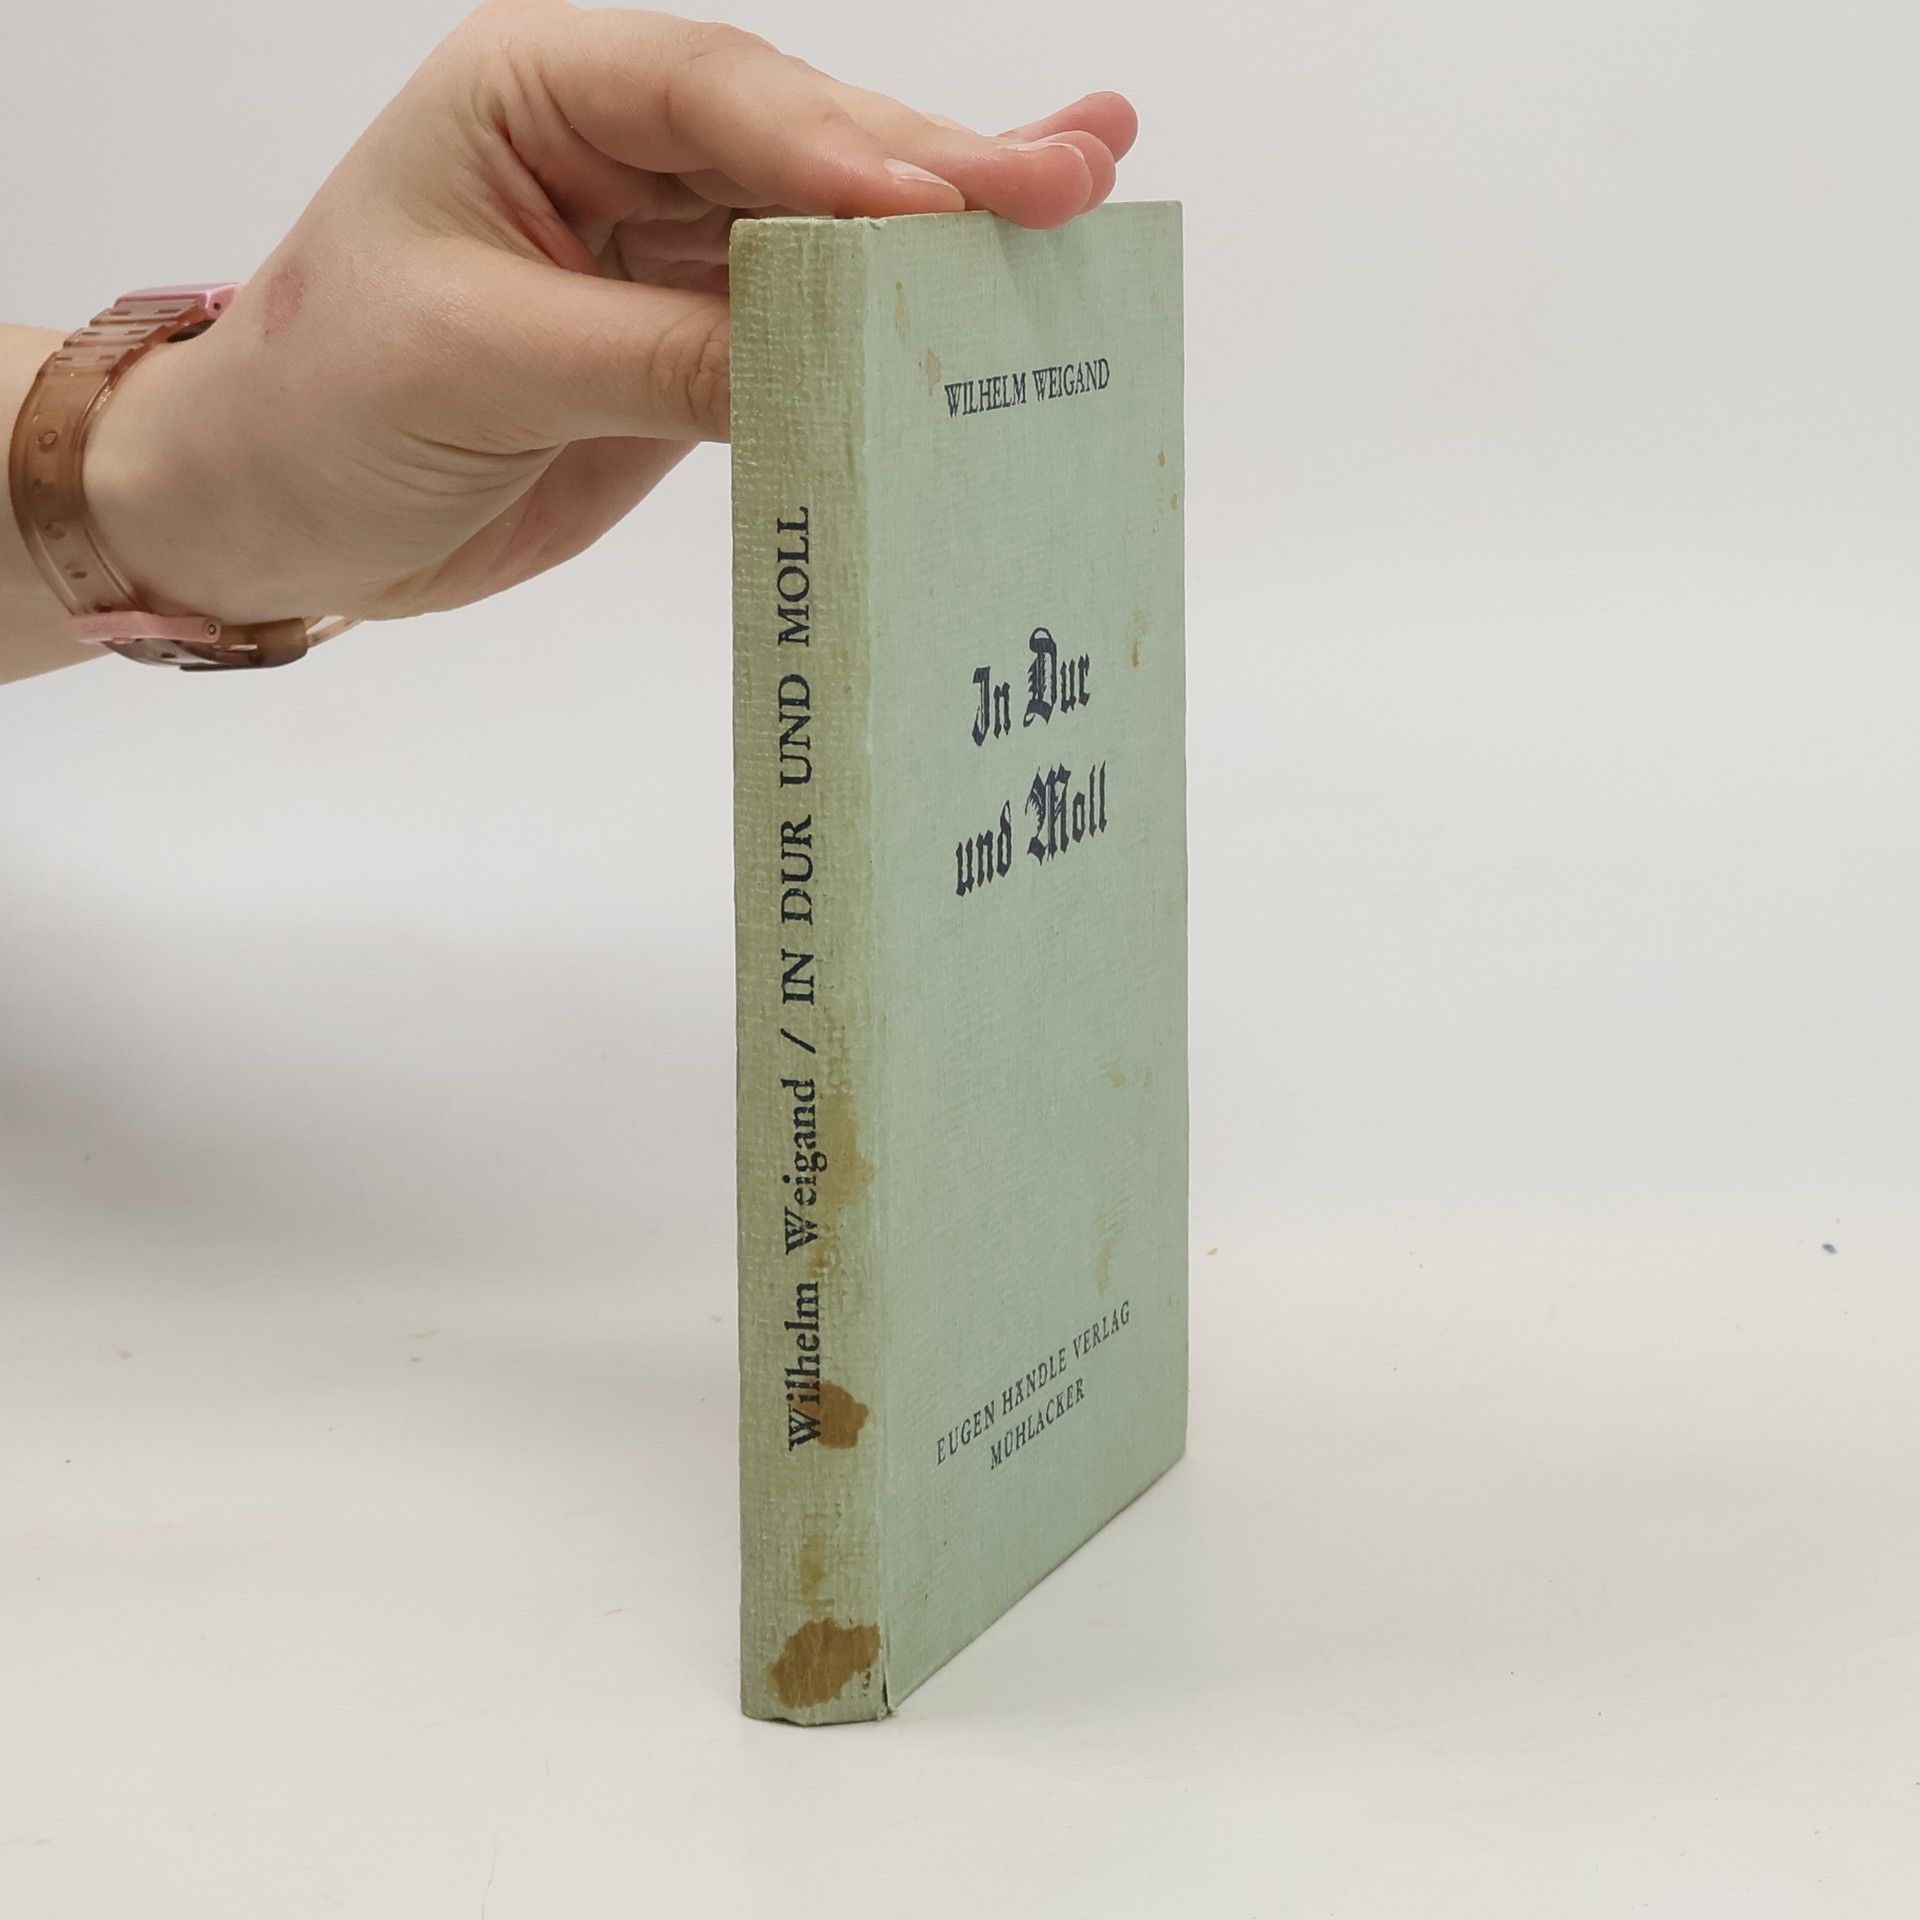 Wilhelm Weigand / IN DUR UND MOLL
WILHELM WEIGAND
In Dur
und Moll
EUGEN HÄNDLE VERLAG
MÜHLACKER